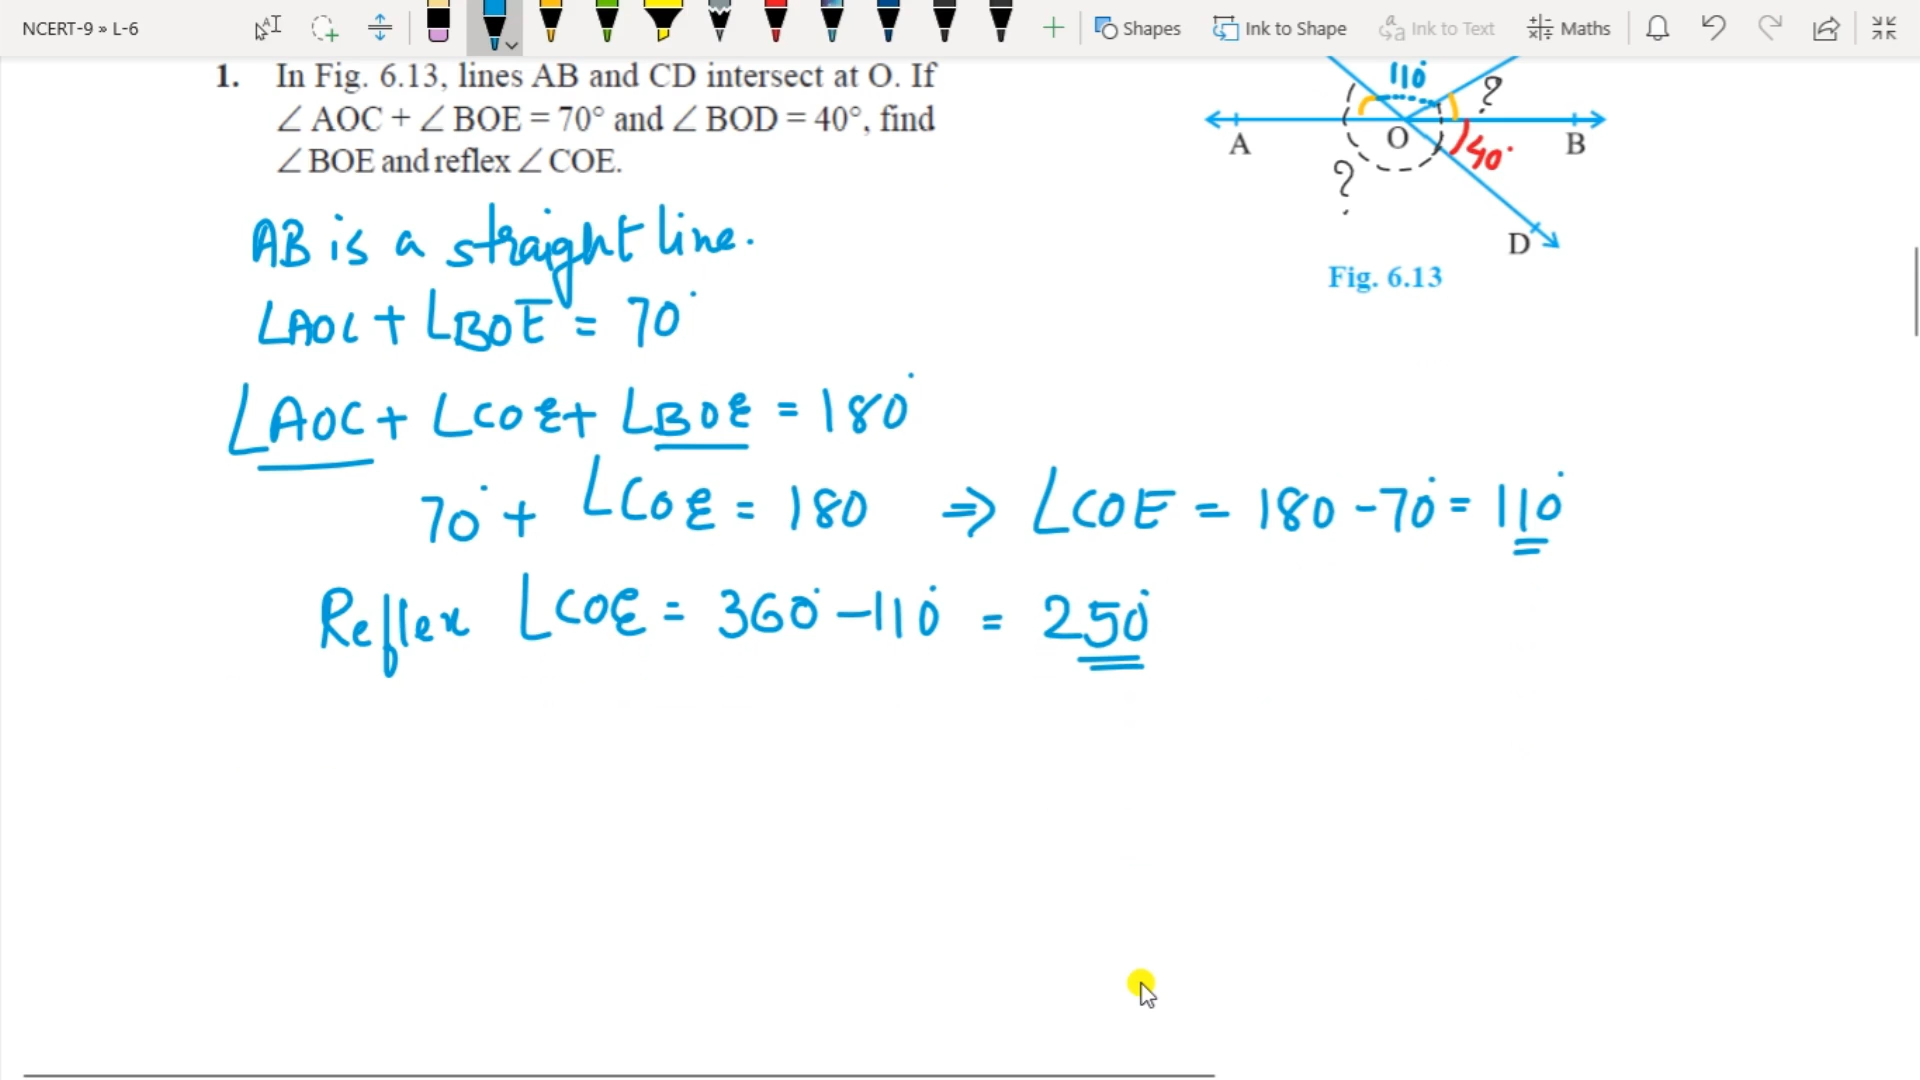 NCERT-9 » L-6
Shapes
Ink to Shape
Ink to Text
Maths
1. In Fig. 6.13, lines AB and CD intersect at O. If
∠ AOC + ∠ BOE = 70° and ∠ BOD = 40°, find
∠ BOE and reflex ∠ COE.
110°
?
A
O
40°
B
?
D
Fig. 6.13
AB is a straight line.
∠AOC + ∠BOE = 70°
∠AOC + ∠COE + ∠BOE = 180°
70° + ∠COE = 180 ⇒ ∠COE = 180 - 70° = 110°
Reflex ∠COE = 360° - 110° = 250°